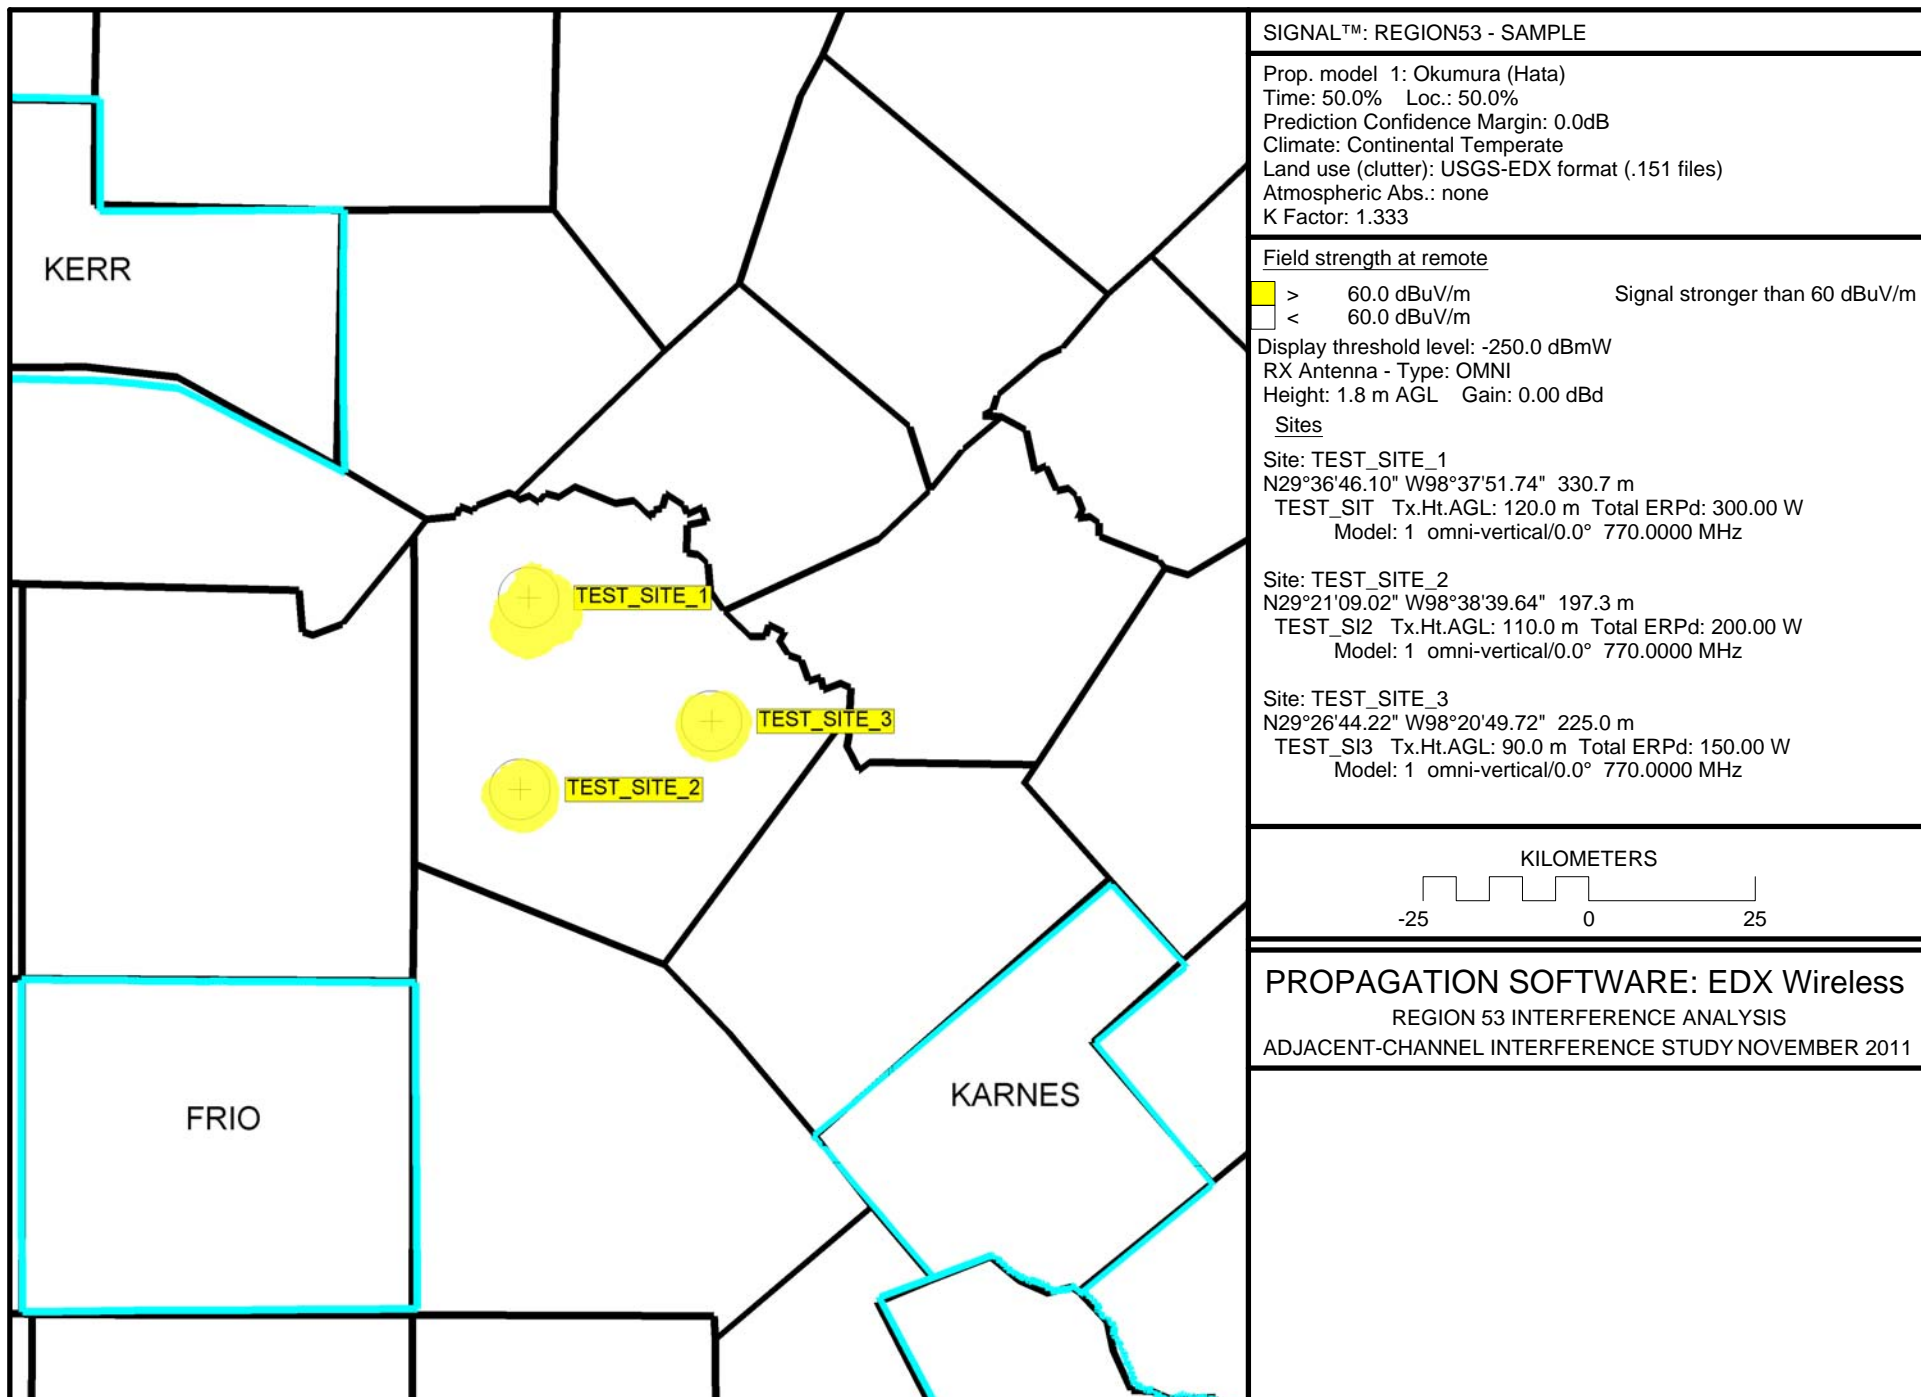 KERR
TEST_SITE_1
TEST_SITE_3
TEST_SITE_2
FRIO
KARNES
SIGNAL™: REGION53 - SAMPLE
Prop. model 1: Okumura (Hata)
Time: 50.0% Loc.: 50.0%
Prediction Confidence Margin: 0.0dB
Climate: Continental Temperate
Land use (clutter): USGS-EDX format (.151 files)
Atmospheric Abs.: none
K Factor: 1.333
Field strength at remote
> 60.0 dBuV/m Signal stronger than 60 dBuV/m
< 60.0 dBuV/m
Display threshold level: -250.0 dBmW
RX Antenna - Type: OMNI
Height: 1.8 m AGL Gain: 0.00 dBd
Sites
Site: TEST_SITE_1
N29°36'46.10" W98°37'51.74" 330.7 m
TEST_SIT Tx.Ht.AGL: 120.0 m Total ERPd: 300.00 W
Model: 1 omni-vertical/0.0° 770.0000 MHz
Site: TEST_SITE_2
N29°21'09.02" W98°38'39.64" 197.3 m
TEST_SI2 Tx.Ht.AGL: 110.0 m Total ERPd: 200.00 W
Model: 1 omni-vertical/0.0° 770.0000 MHz
Site: TEST_SITE_3
N29°26'44.22" W98°20'49.72" 225.0 m
TEST_SI3 Tx.Ht.AGL: 90.0 m Total ERPd: 150.00 W
Model: 1 omni-vertical/0.0° 770.0000 MHz
KILOMETERS
-25 0 25
PROPAGATION SOFTWARE: EDX Wireless
REGION 53 INTERFERENCE ANALYSIS
ADJACENT-CHANNEL INTERFERENCE STUDY NOVEMBER 2011